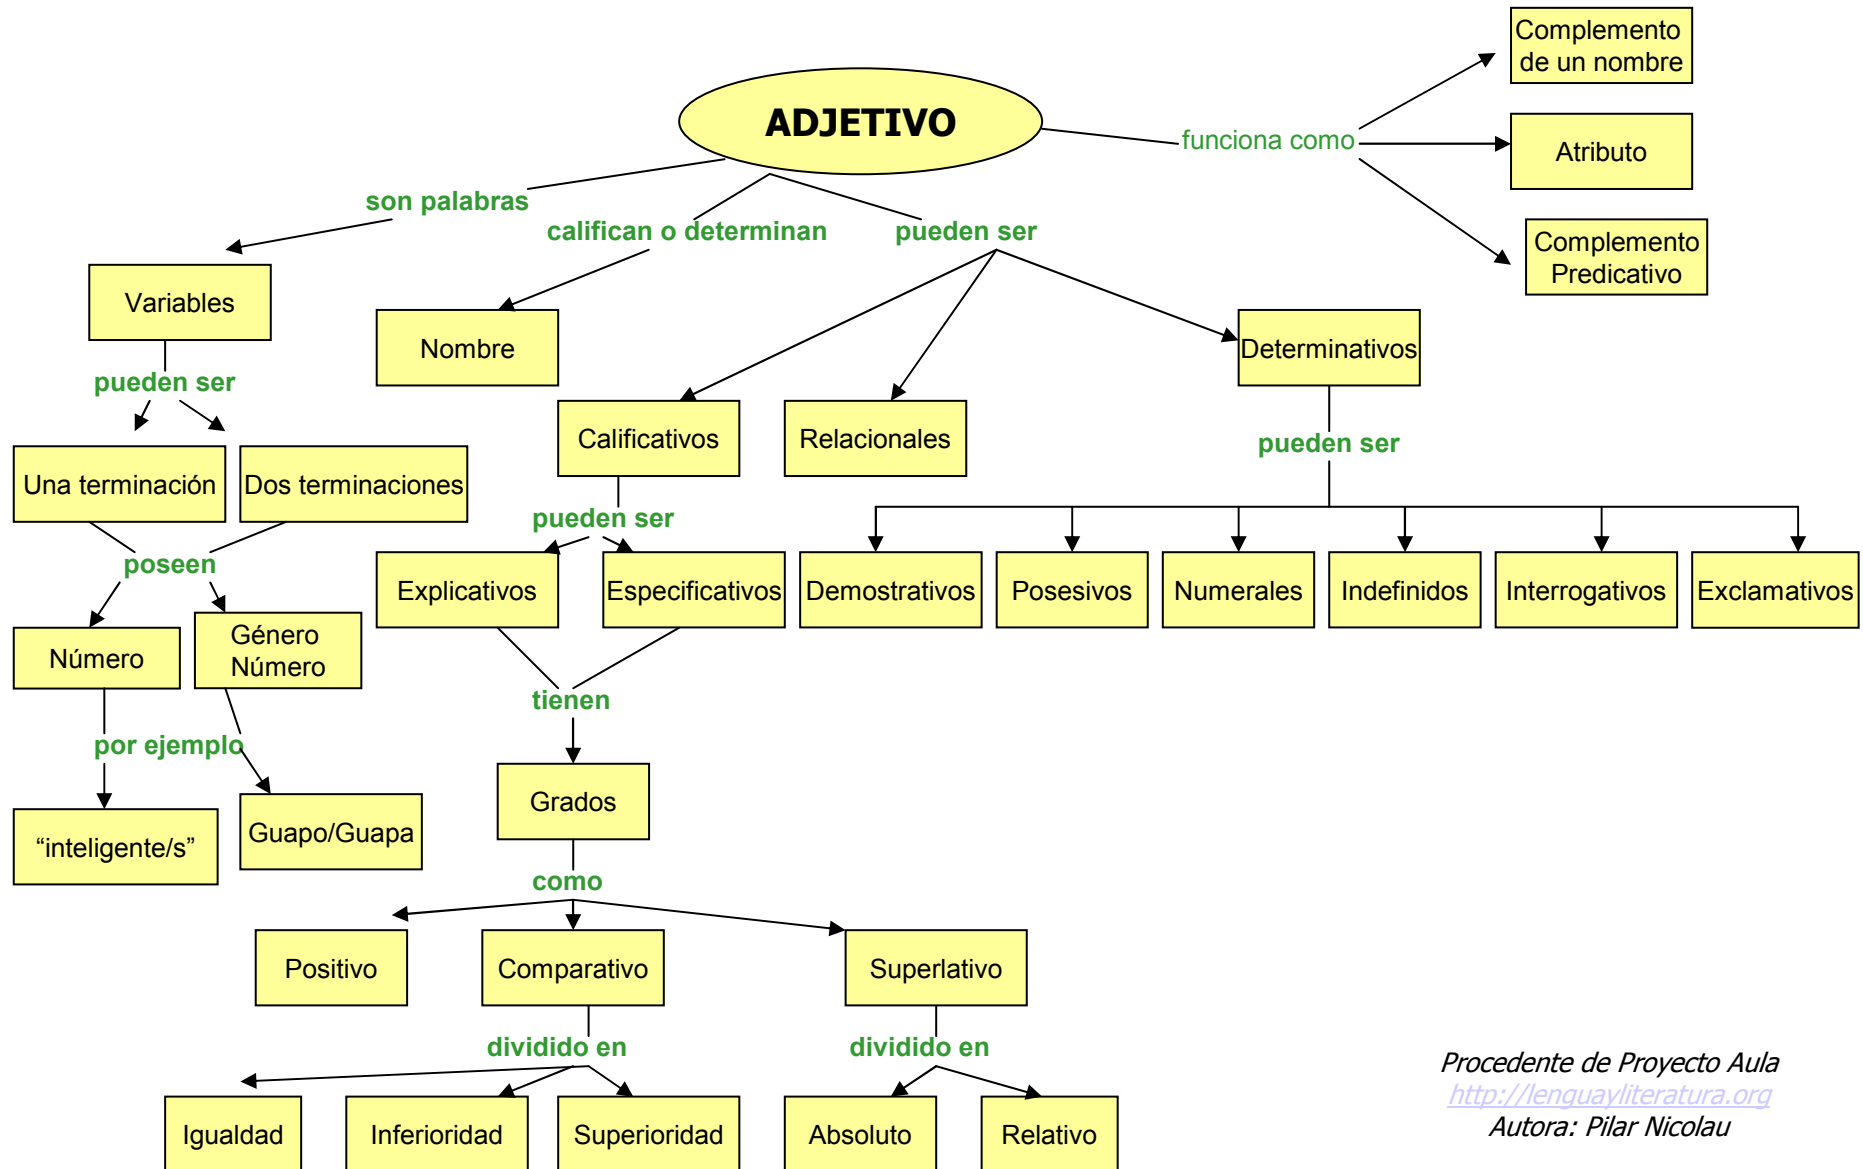 Complemento
de un nombre
ADJETIVO
funciona como
Atributo
son palabras
califican o determinan
pueden ser
Complemento
Predicativo
Variables
Nombre
Determinativos
pueden ser
Calificativos
Relacionales
pueden ser
Una terminación
Dos terminaciones
pueden ser
poseen
Explicativos
Especificativos
Demostrativos
Posesivos
Numerales
Indefinidos
Interrogativos
Exclamativos
Número
Género
Número
tienen
por ejemplo
Grados
“inteligente/s”
Guapo/Guapa
como
Positivo
Comparativo
Superlativo
dividido en
dividido en
Igualdad
Inferioridad
Superioridad
Absoluto
Relativo
Procedente de Proyecto Aula
http://lenguayliteratura.org
Autora: Pilar Nicolau